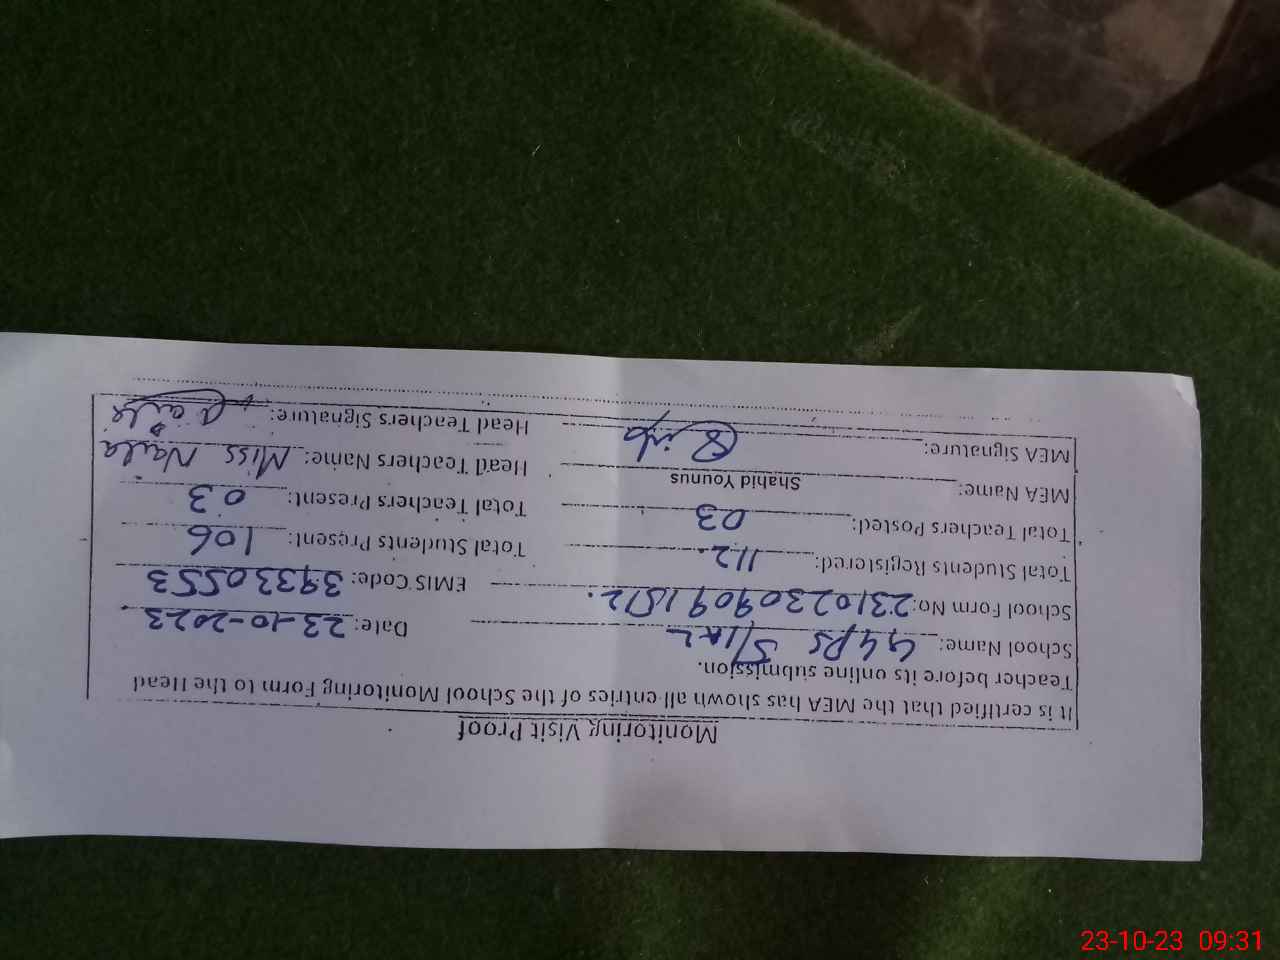 Monitoring Visit Proof
It is certified that the MEA has shown all entries of the School Monitoring Form to the Head
Teacher before its online submission.
School Name: GGPS Date: 23-10-2023
School Form No: 2310230909 EMIS Code: 39330553
Total Students Registered: 112 Total Students Present: 106
Total Teachers Posted: 03 Total Teachers Present: 03
MEA Name: Shahid Younus Head Teachers Name: Miss Naila
MEA Signature: Head Teachers Signature: Naila
23-10-23 09:31